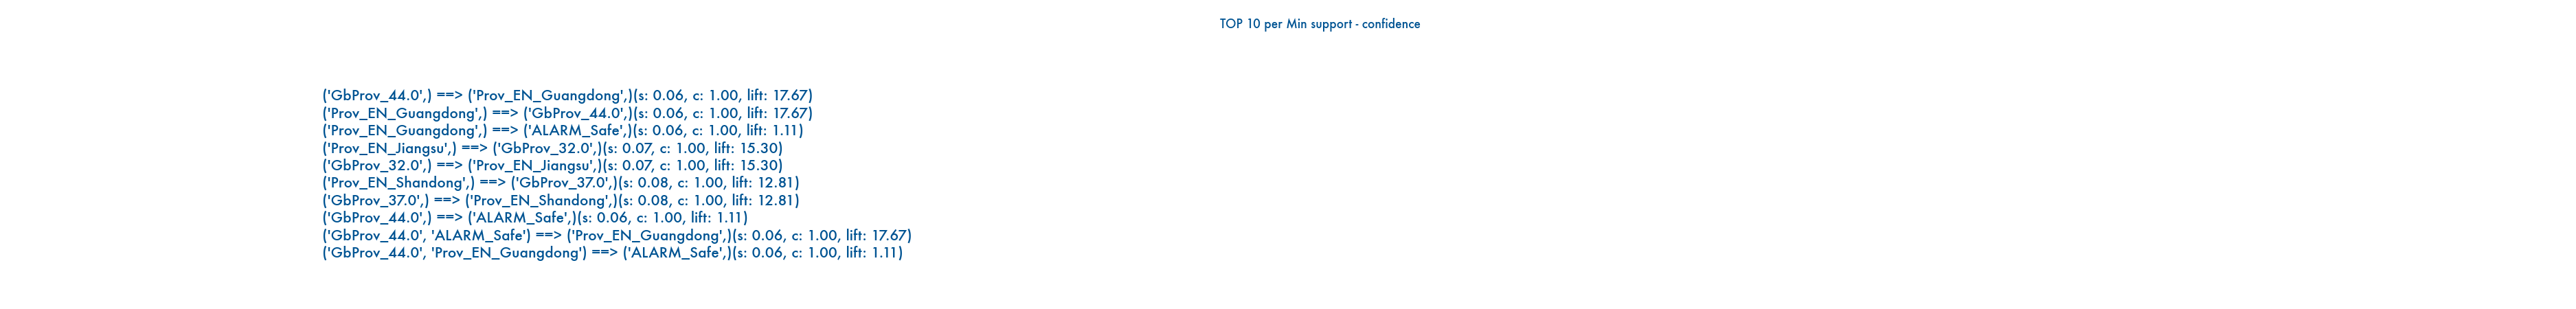 TOP 10 per Min support - confidence
('GbProv_44.0',) ==> ('Prov_EN_Guangdong',)(s: 0.06, c: 1.00, lift: 17.67)
('Prov_EN_Guangdong',) ==> ('GbProv_44.0',)(s: 0.06, c: 1.00, lift: 17.67)
('Prov_EN_Guangdong',) ==> ('ALARM_Safe',)(s: 0.06, c: 1.00, lift: 1.11)
('Prov_EN_Jiangsu',) ==> ('GbProv_32.0',)(s: 0.07, c: 1.00, lift: 15.30)
('GbProv_32.0',) ==> ('Prov_EN_Jiangsu',)(s: 0.07, c: 1.00, lift: 15.30)
('Prov_EN_Shandong',) ==> ('GbProv_37.0',)(s: 0.08, c: 1.00, lift: 12.81)
('GbProv_37.0',) ==> ('Prov_EN_Shandong',)(s: 0.08, c: 1.00, lift: 12.81)
('GbProv_44.0',) ==> ('ALARM_Safe',)(s: 0.06, c: 1.00, lift: 1.11)
('GbProv_44.0', 'ALARM_Safe') ==> ('Prov_EN_Guangdong',)(s: 0.06, c: 1.00, lift: 17.67)
('GbProv_44.0', 'Prov_EN_Guangdong') ==> ('ALARM_Safe',)(s: 0.06, c: 1.00, lift: 1.11)